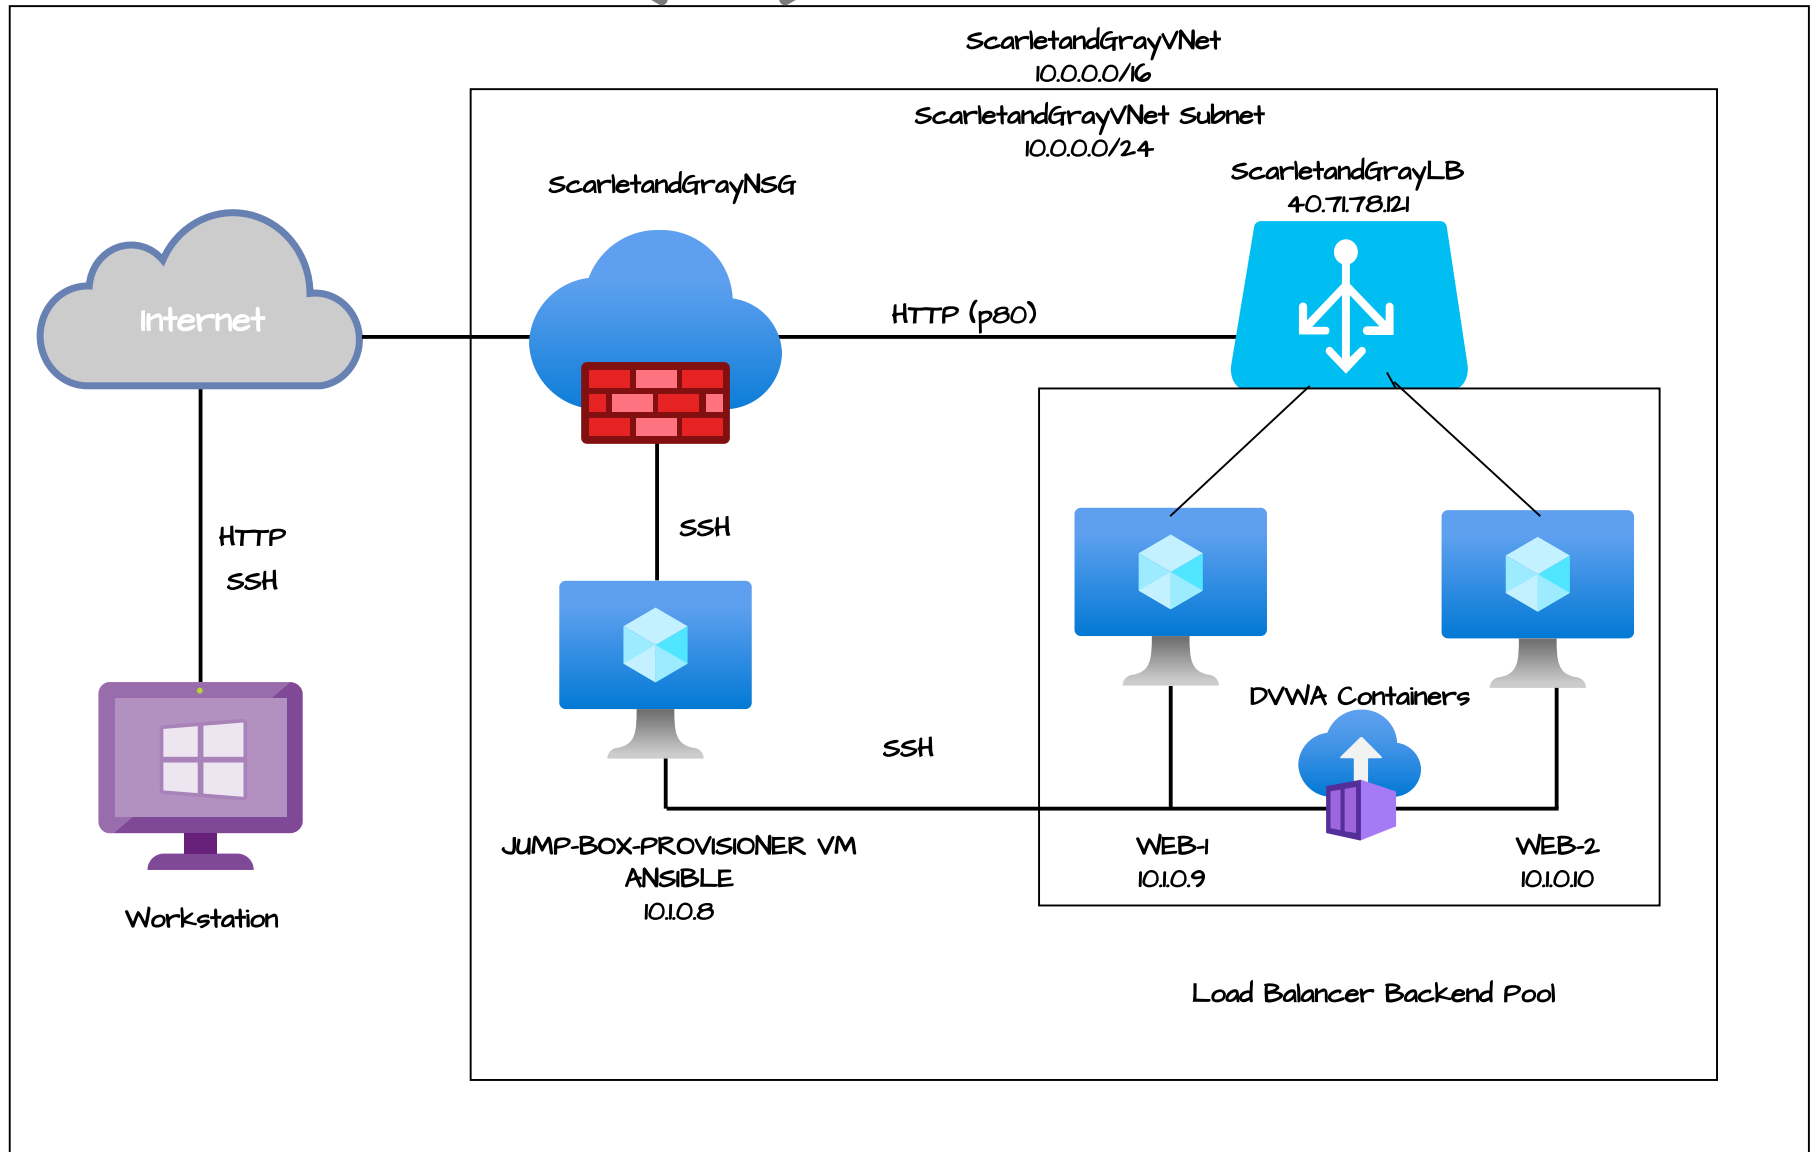 ScarletandGrayVNet
10.0.0.0/16
ScarletandGrayVNet Subnet
10.0.0.0/24
ScarletandGrayNSG
ScarletandGrayLB
40.71.78.121
Internet
HTTP (p80)
HTTP
SSH
SSH
DVWA Containers
SSH
JUMP-BOX-PROVISIONER VM
ANSIBLE
10.1.0.8
WEB-1
10.1.0.9
WEB-2
10.1.0.10
Workstation
Load Balancer Backend Pool